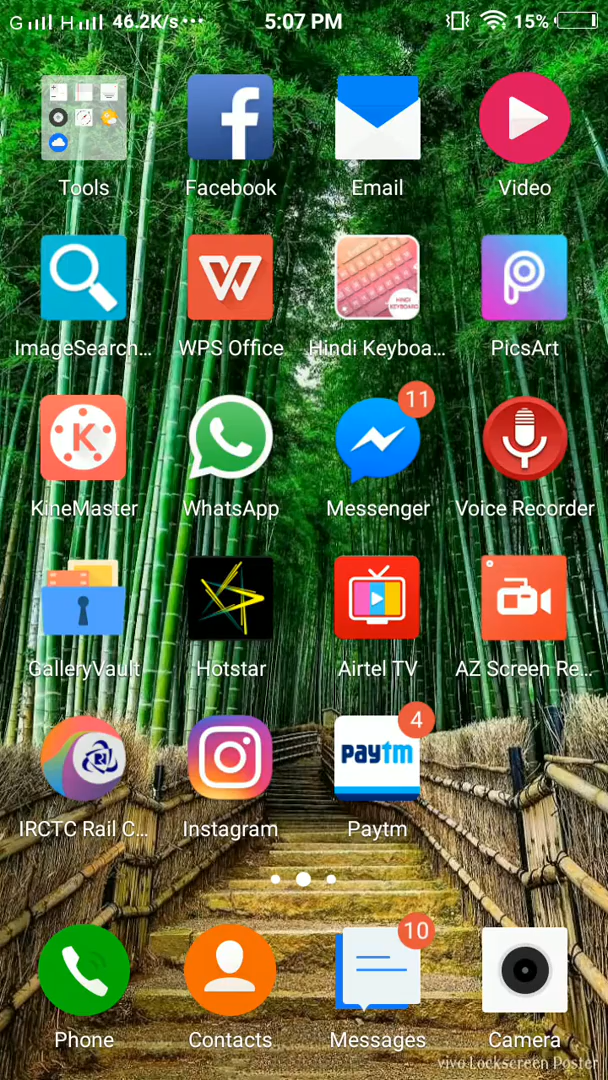 G H 46.2K/s ... 5:07 PM 15%
Tools Facebook Email Video
HINDI KEYBOARD
ImageSearch... WPS Office Hindi Keyboa... PicsArt
K 11
KineMaster WhatsApp Messenger Voice Recorder
GalleryVault Hotstar Airtel TV AZ Screen Re...
4
paytm
IRCTC Rail C... Instagram Paytm
10
Phone Contacts Messages Camera
vivo Lockscreen Poster